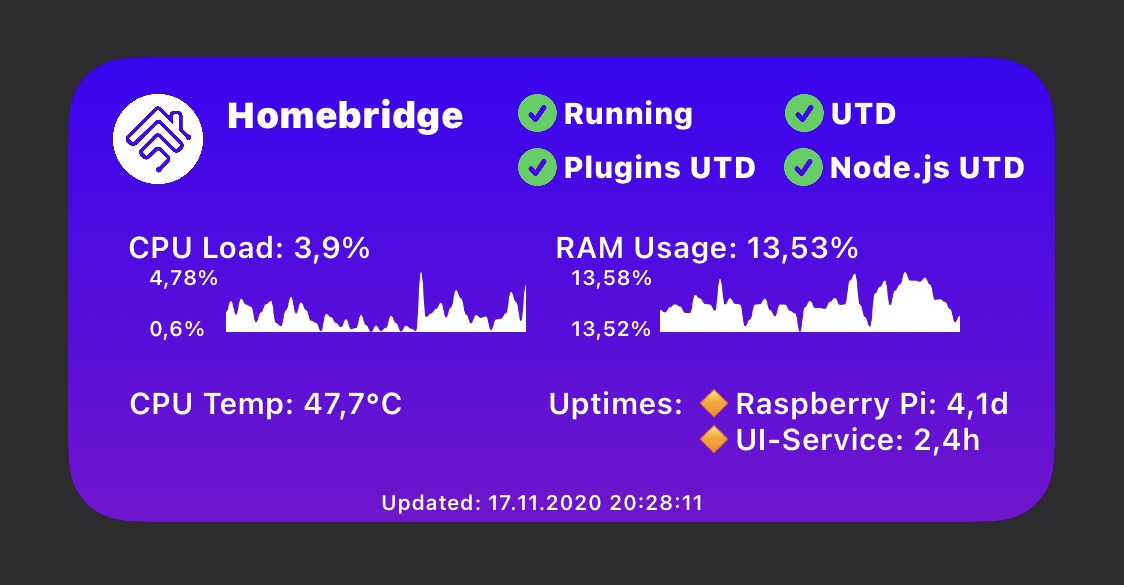 Homebridge
Running
UTD
Plugins UTD
Node.js UTD
CPU Load: 3,9%
4,78%
0,6%
RAM Usage: 13,53%
13,58%
13,52%
CPU Temp: 47,7°C
Uptimes: 🔸Raspberry Pi: 4,1d
🔸UI-Service: 2,4h
Updated: 17.11.2020 20:28:11